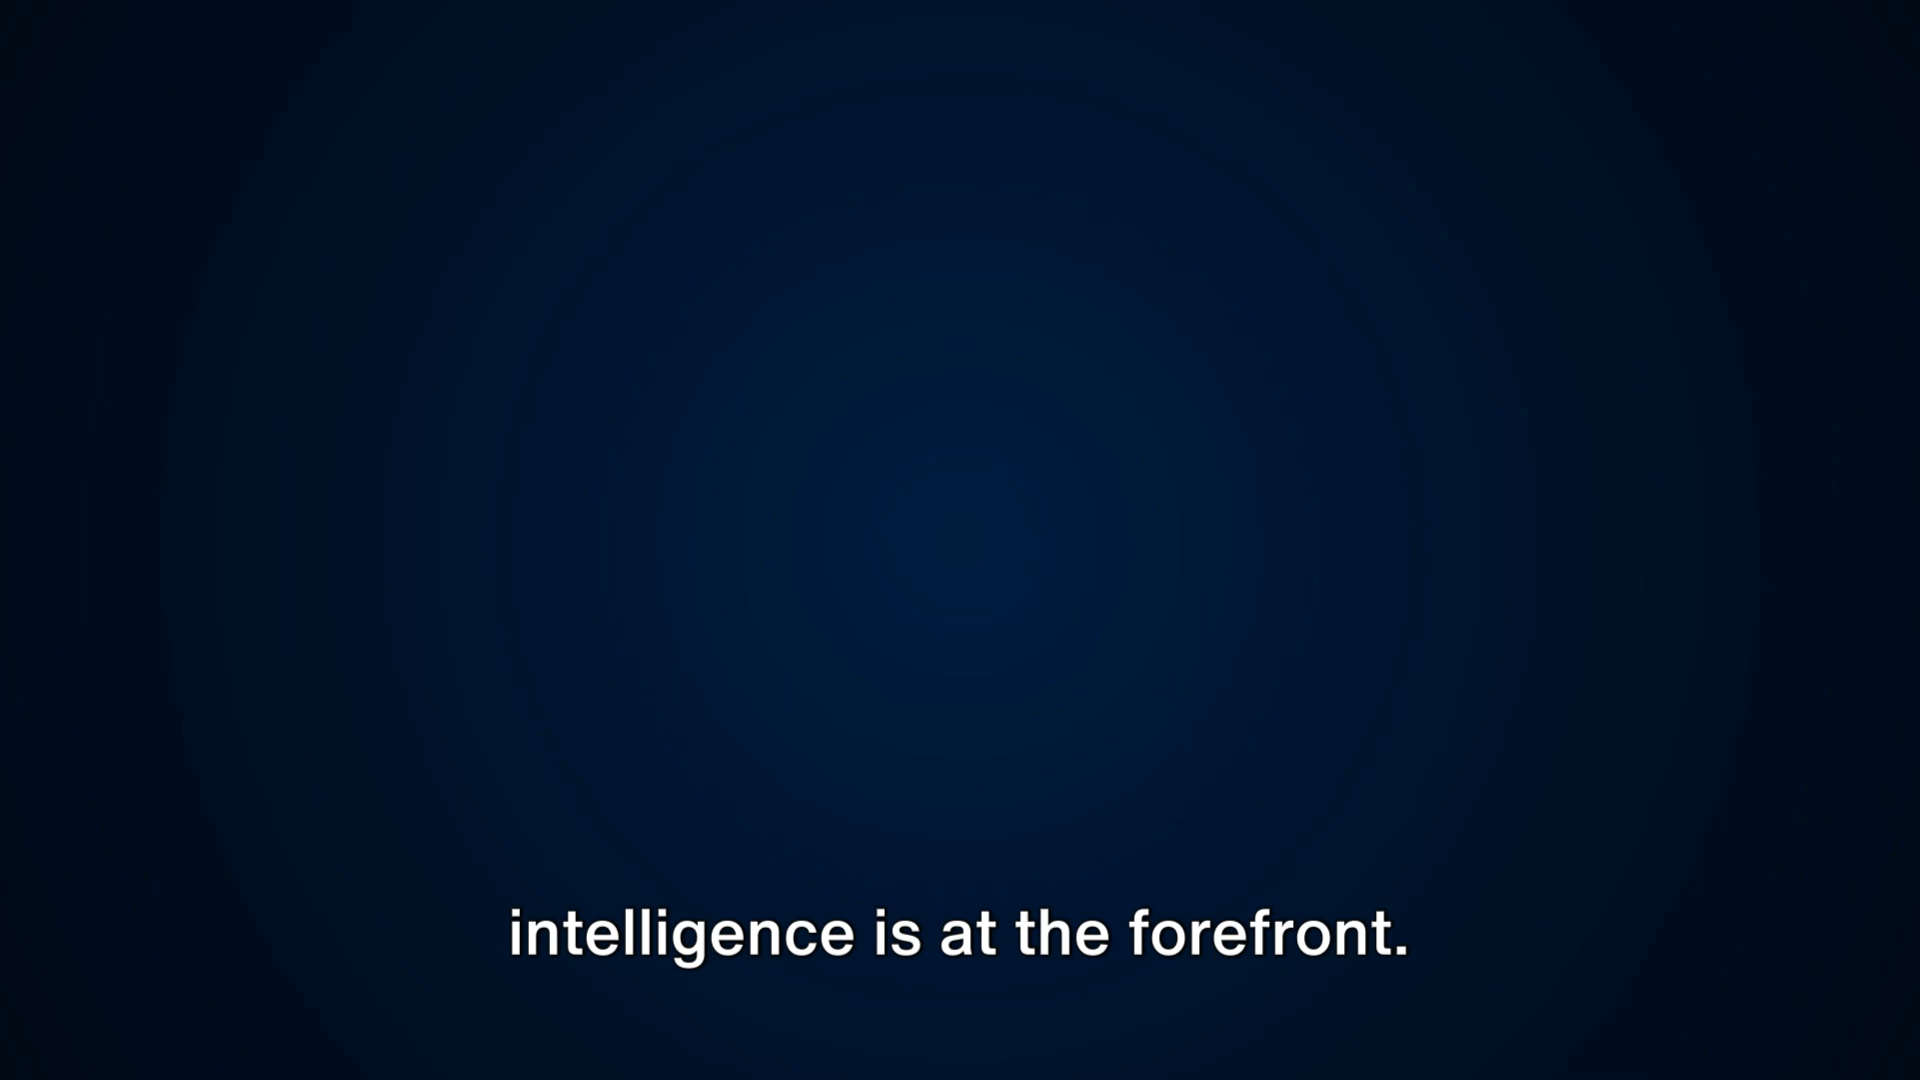 intelligence is at the forefront.